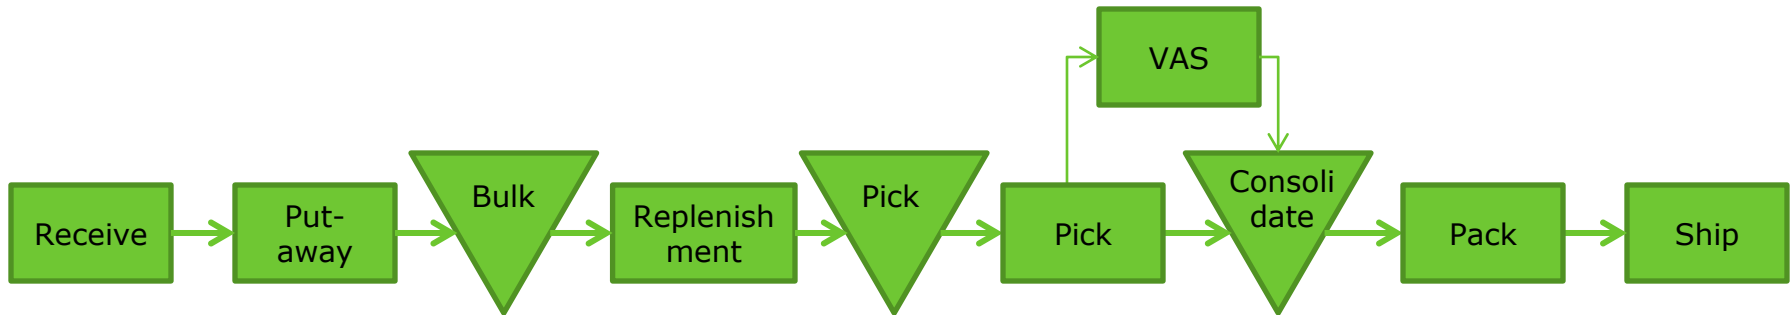 VAS
Receive
Put-
away
Bulk
Replenish
ment
Pick
Pick
Consoli
date
Pack
Ship